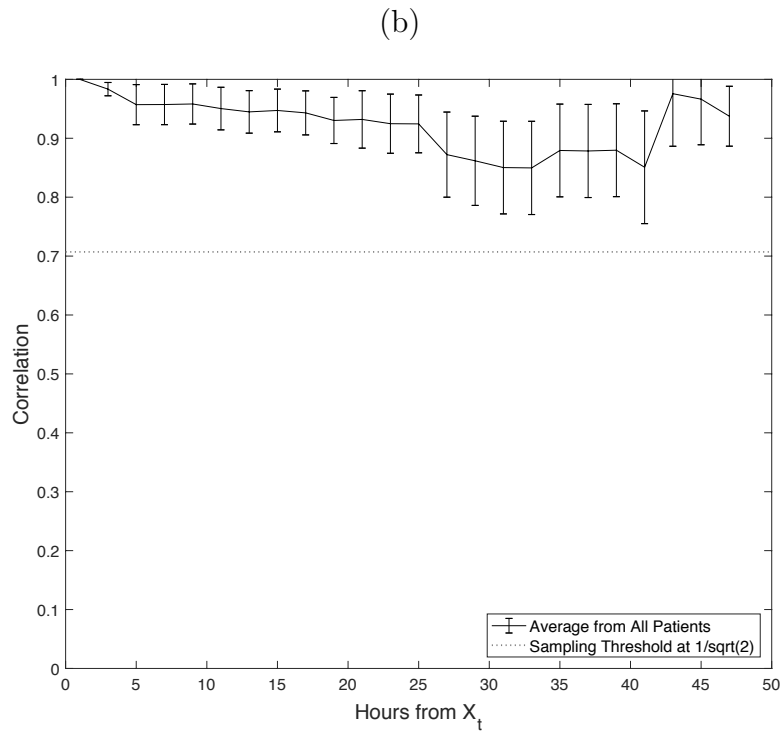 (b)
1
0.9
0.8
0.7
0.6
0.5
0.4
0.3
0.2
0.1
0
Correlation
0 5 10 15 20 25 30 35 40 45 50
Hours from X_t
Average from All Patients
Sampling Threshold at 1/sqrt(2)